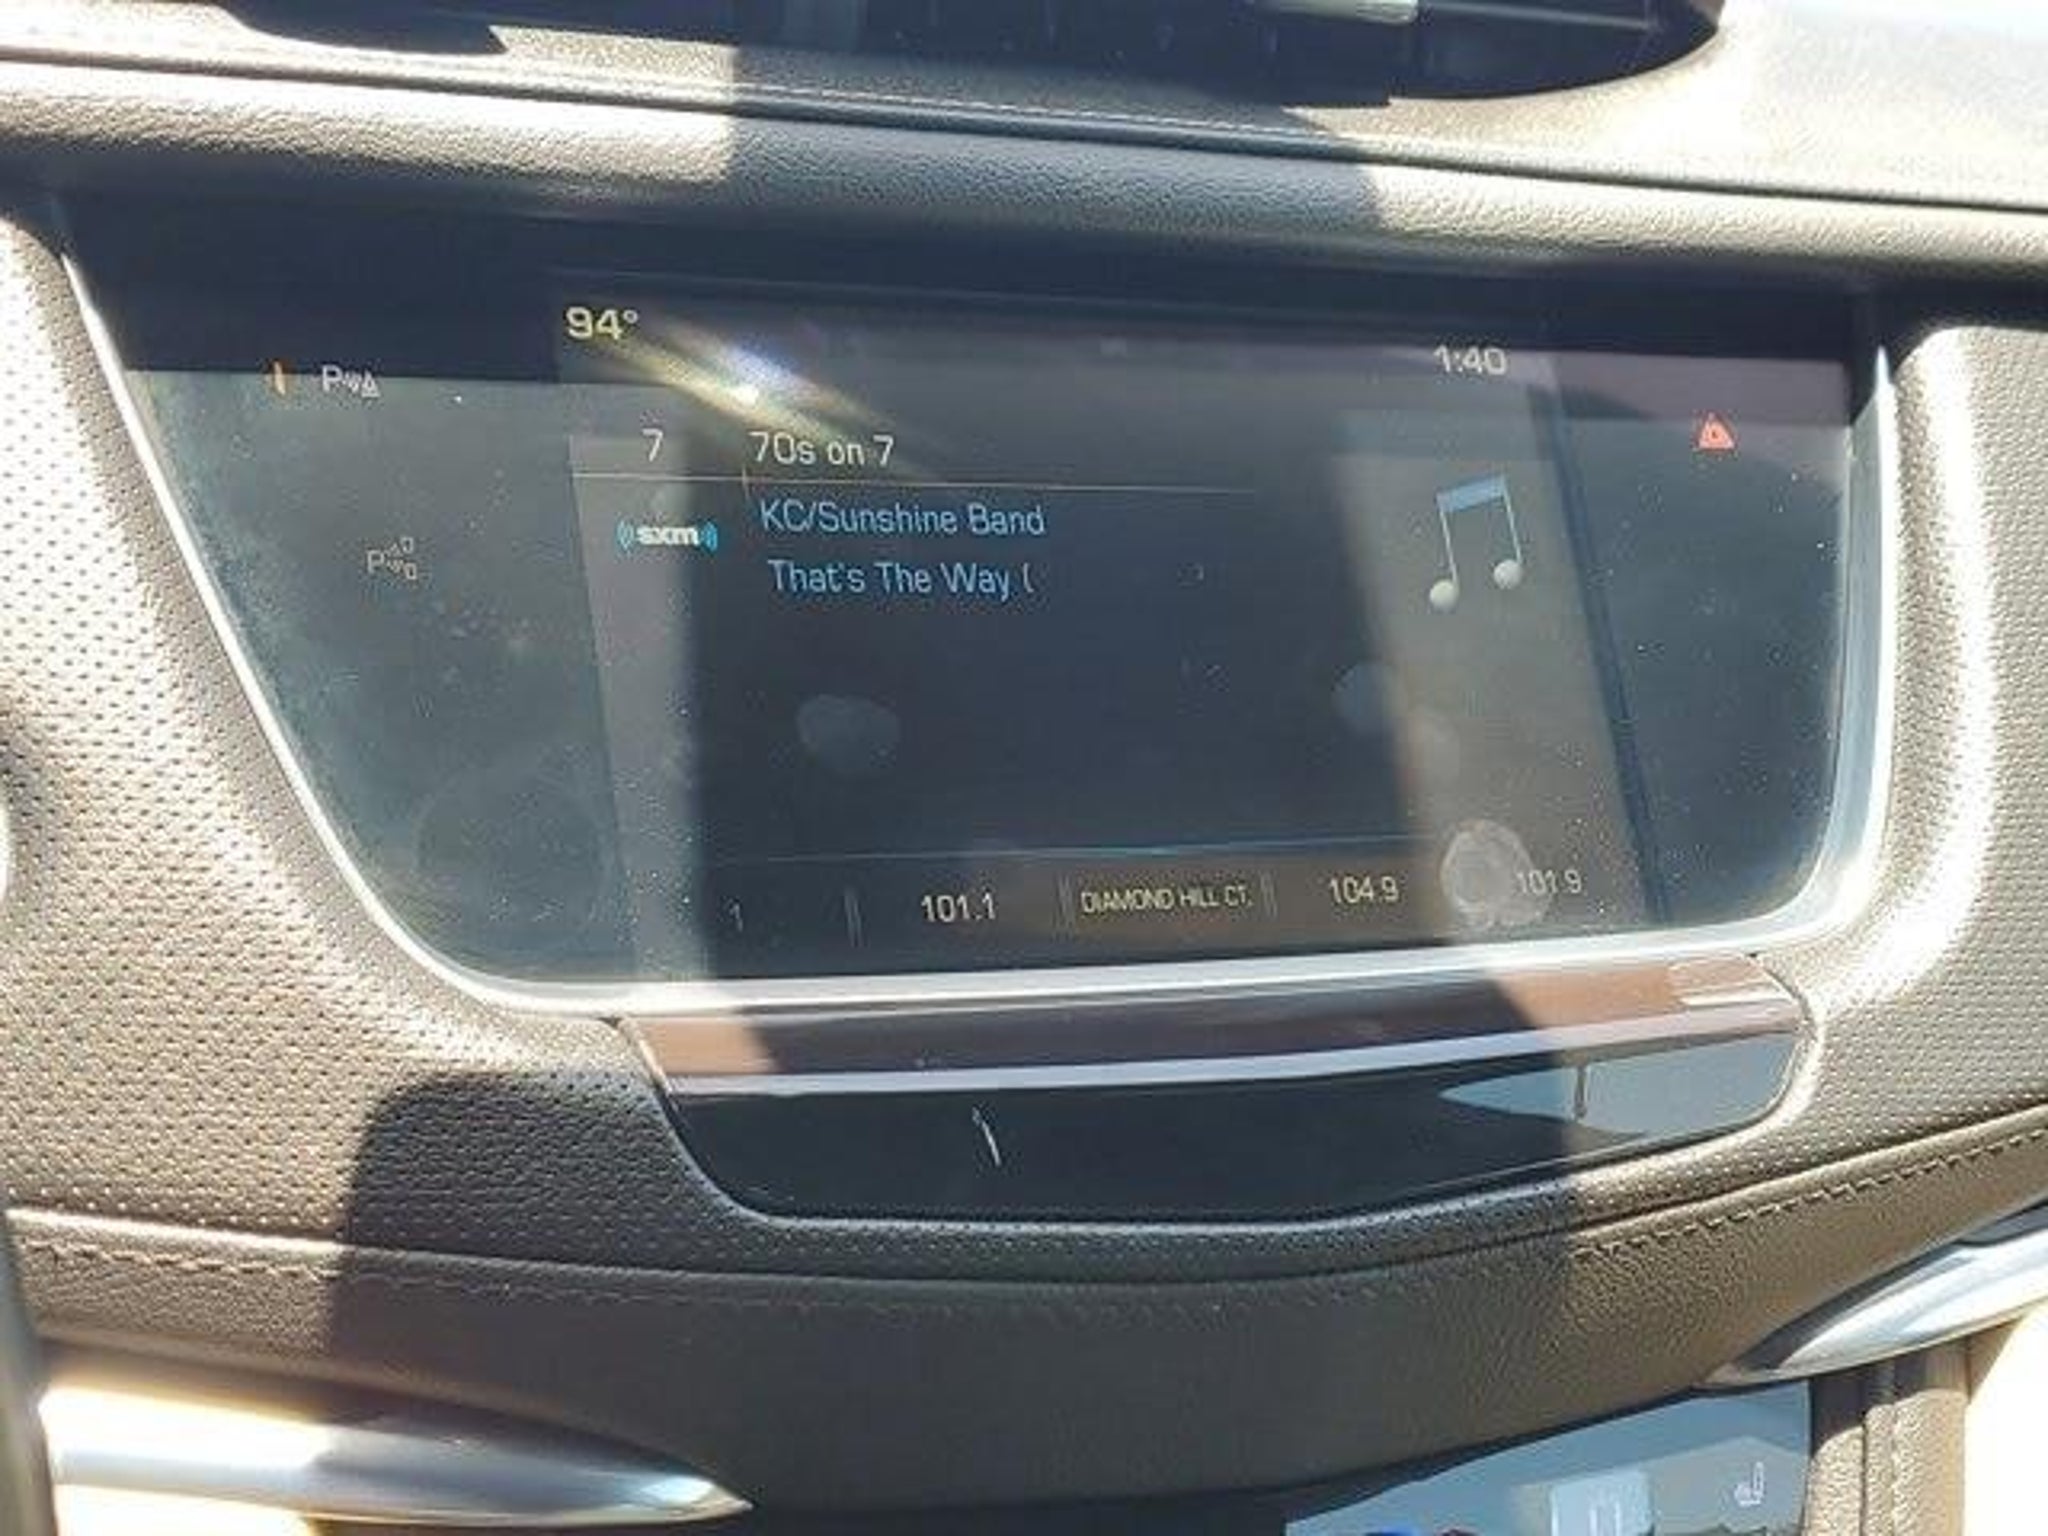 94°
1:40
7 70s on 7
sxm KC/Sunshine Band
That's The Way (
1 101.1 DIAMOND HILL CT. 104.9 101.9